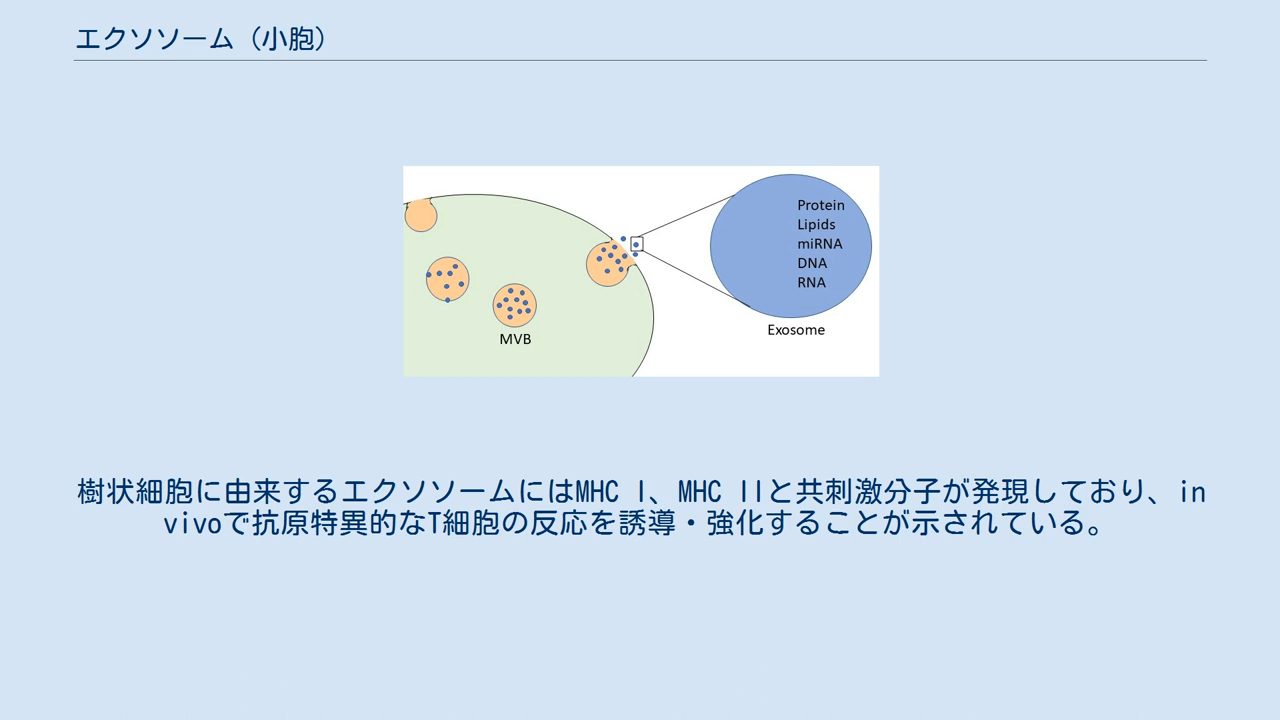 エクソソーム（小胞）
Protein
Lipids
miRNA
DNA
RNA
Exosome
MVB
樹状細胞に由来するエクソソームにはMHC I、MHC IIと共刺激分子が発現しており、in
vivoで抗原特異的なT細胞の反応を誘導・強化することが示されている。